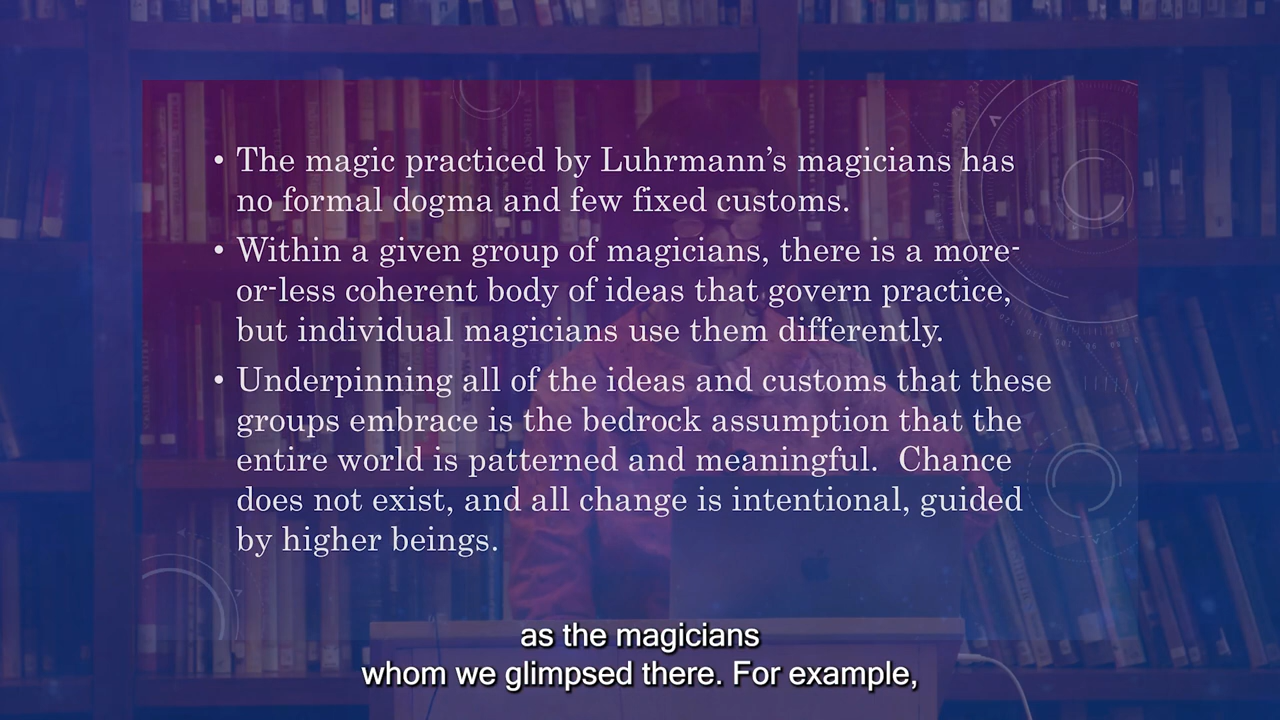 • The magic practiced by Luhrmann's magicians has
no formal dogma and few fixed customs.
• Within a given group of magicians, there is a more-
or-less coherent body of ideas that govern practice,
but individual magicians use them differently.
• Underpinning all of the ideas and customs that these
groups embrace is the bedrock assumption that the
entire world is patterned and meaningful.  Chance
does not exist, and all change is intentional, guided
by higher beings.
as the magicians
whom we glimpsed there. For example,